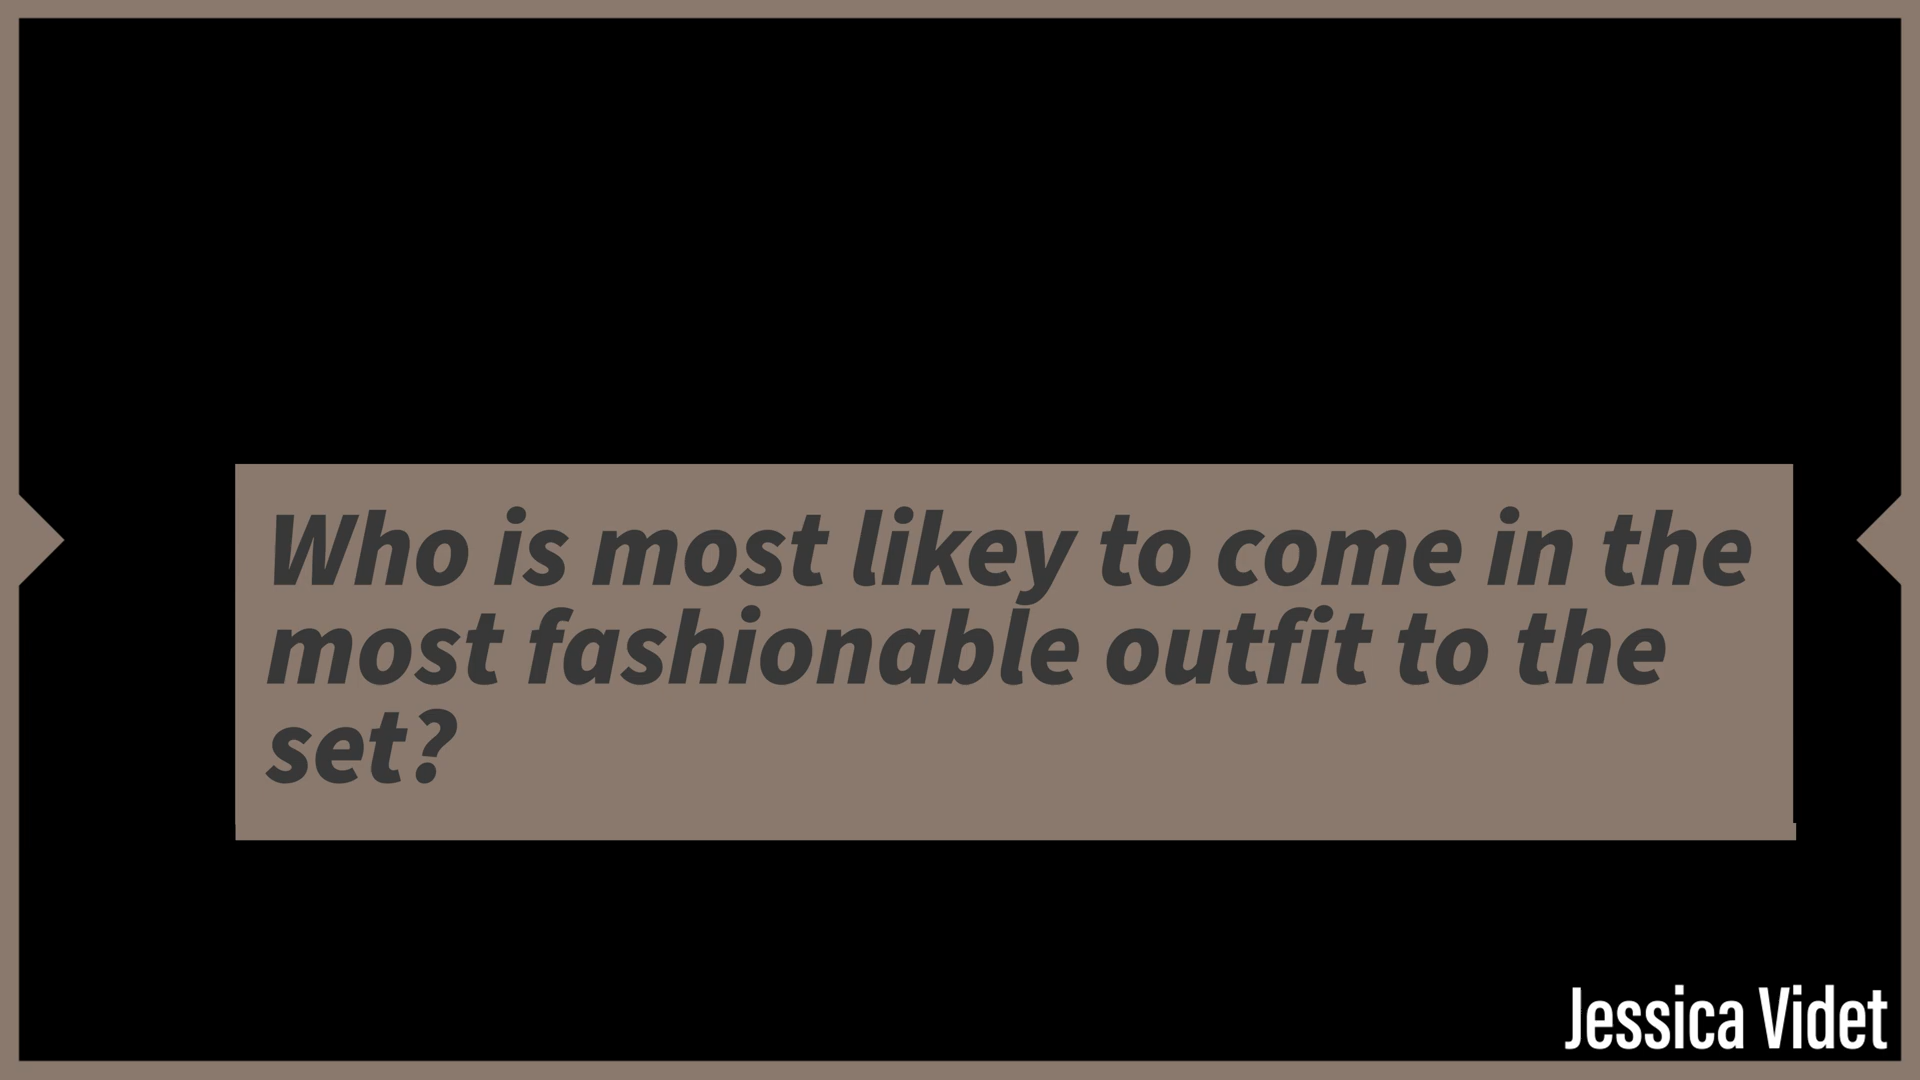 Who is most likey to come in the
most fashionable outfit to the
set?
Jessica Videt